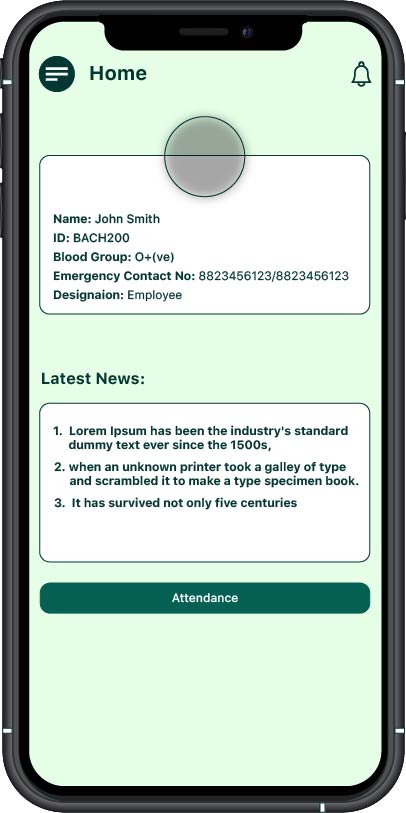 Home
Name: John Smith
ID: BACH200
Blood Group: O+(ve)
Emergency Contact No: 8823456123/8823456123
Designaion: Employee
Latest News:
1. Lorem Ipsum has been the industry's standard
dummy text ever since the 1500s,
2. when an unknown printer took a galley of type
and scrambled it to make a type specimen book.
3. It has survived not only five centuries
Attendance